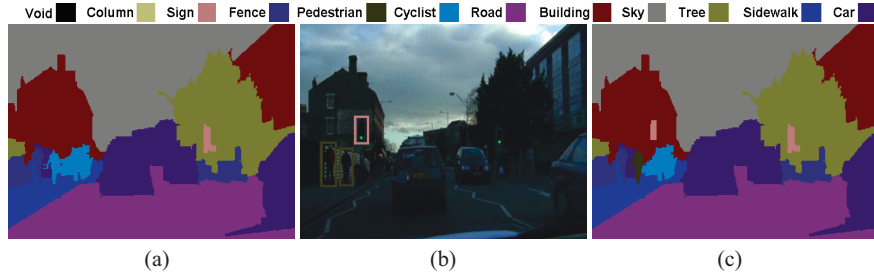 Void Column Sign Fence Pedestrian Cyclist Road Building Sky Tree Sidewalk Car
(a) (b) (c)